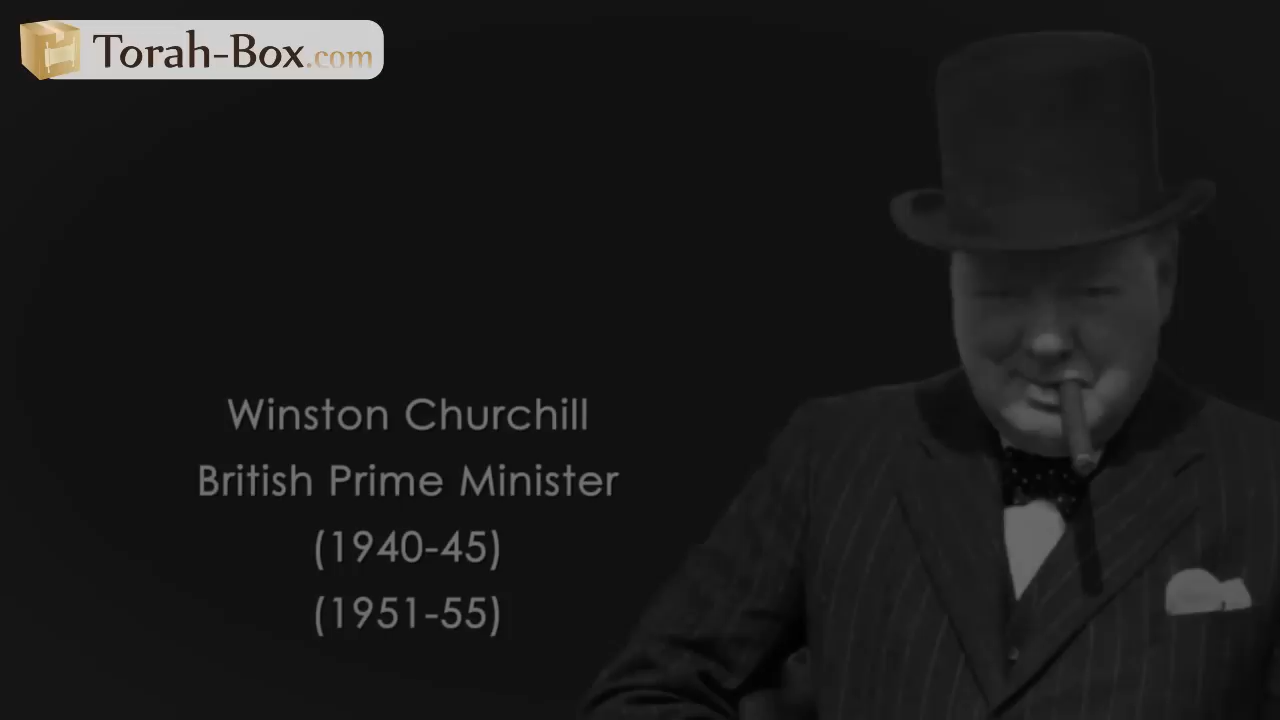 Torah-Box.com
Winston Churchill
British Prime Minister
(1940-45)
(1951-55)